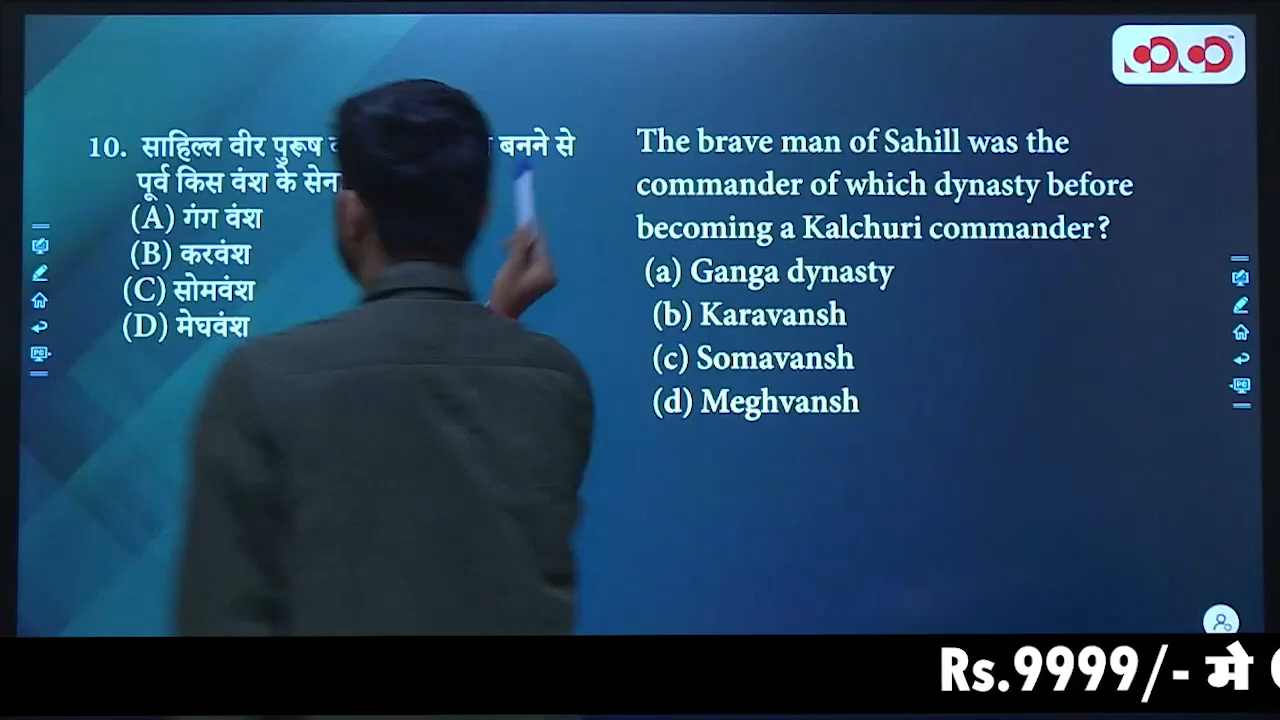 10. साहिल्ल वीर पुरूष बनने से
पूर्व किस वंश के
(A) गंग वंश
(B) करवंश
(C) सोमवंश
(D) मेघवंश
The brave man of Sahill was the
commander of which dynasty before
becoming a Kalchuri commander?
(a) Ganga dynasty
(b) Karavansh
(c) Somavansh
(d) Meghvansh
Rs.9999/- मे